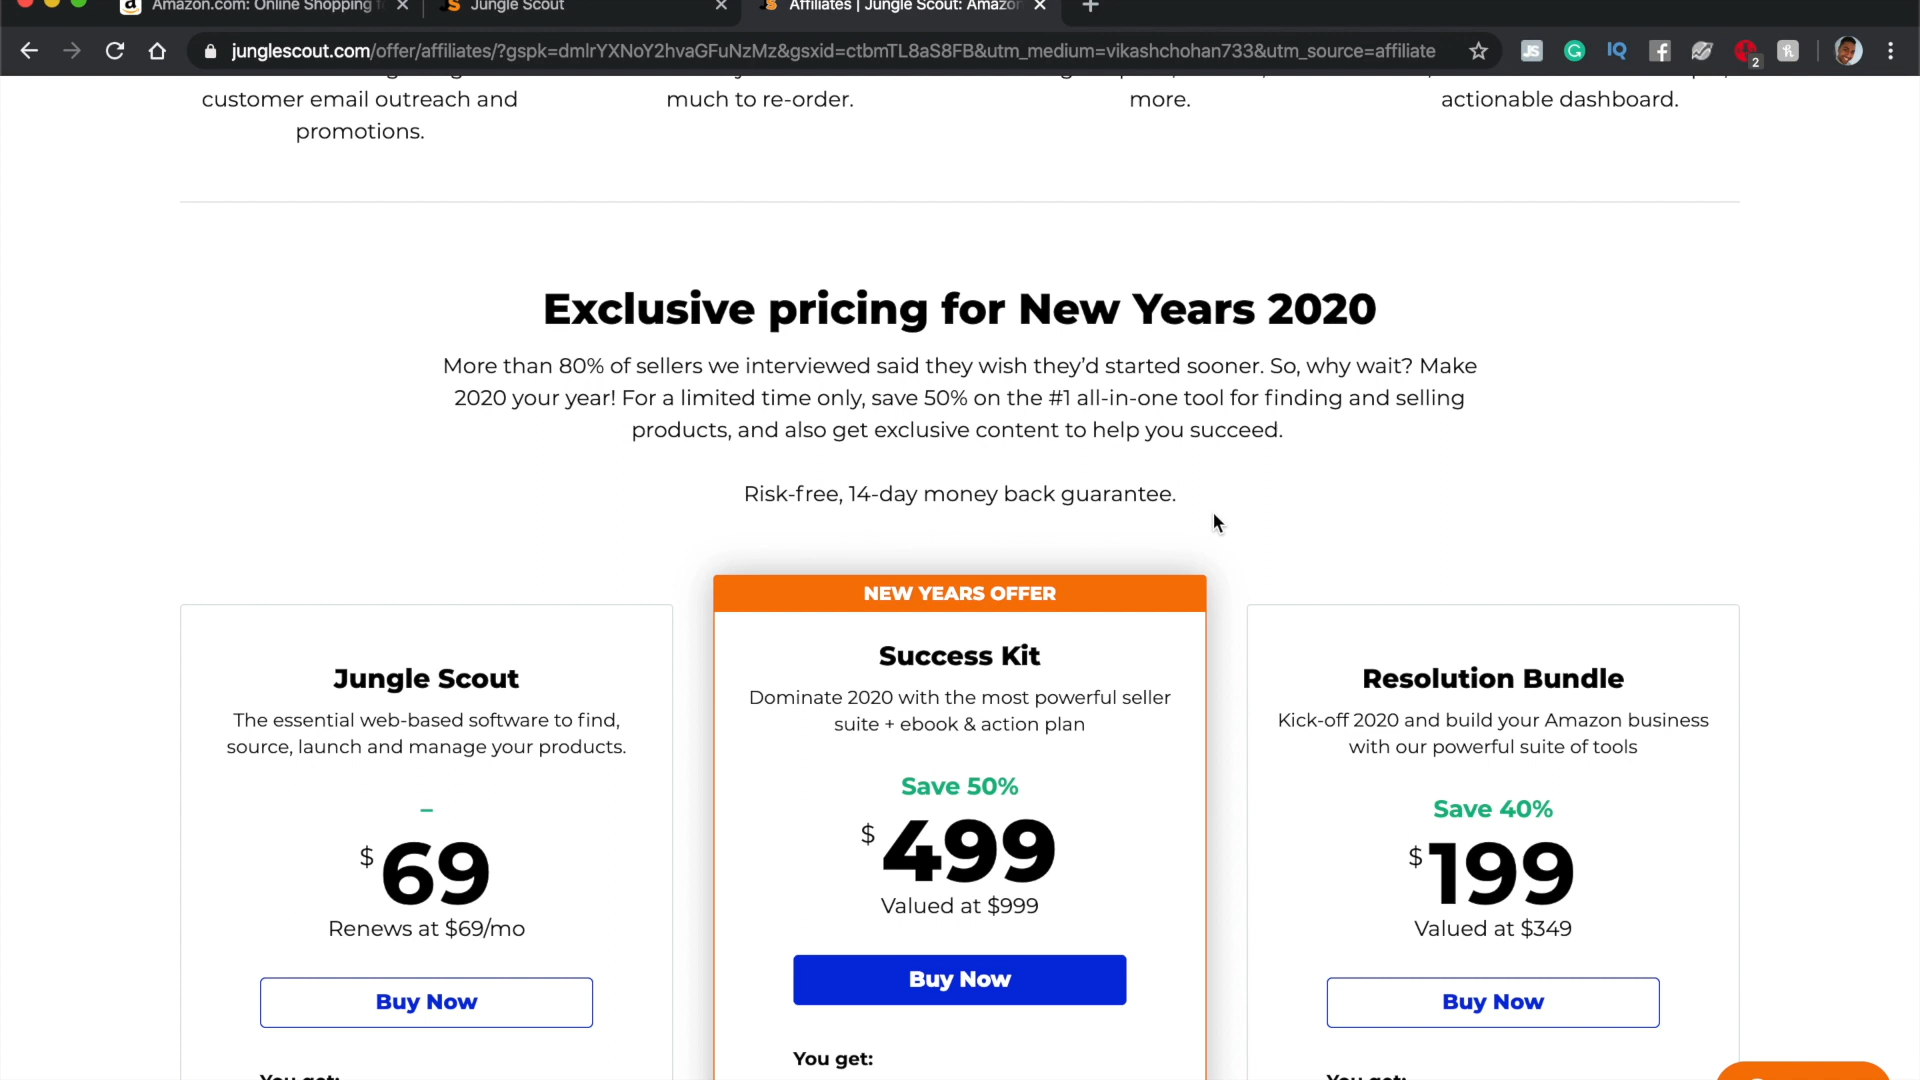 Amazon.com: Online Shopping f
Jungle Scout
Affiliates | Jungle Scout: Amazon
junglescout.com/offer/affiliates/?gspk=dmlrYXNoY2hvaGFuNzMz&gsxid=ctbmTL8aS8FB&utm_medium=vikashchohan733&utm_source=affiliate
2
customer email outreach and
promotions.
much to re-order.
more.
actionable dashboard.
Exclusive pricing for New Years 2020
More than 80% of sellers we interviewed said they wish they’d started sooner. So, why wait? Make
2020 your year! For a limited time only, save 50% on the #1 all-in-one tool for finding and selling
products, and also get exclusive content to help you succeed.
Risk-free, 14-day money back guarantee.
Jungle Scout
The essential web-based software to find,
source, launch and manage your products.
–
$69
Renews at $69/mo
Buy Now
You get:
NEW YEARS OFFER
Success Kit
Dominate 2020 with the most powerful seller
suite + ebook & action plan
Save 50%
$499
Valued at $999
Buy Now
You get:
Resolution Bundle
Kick-off 2020 and build your Amazon business
with our powerful suite of tools
Save 40%
$199
Valued at $349
Buy Now
You get: